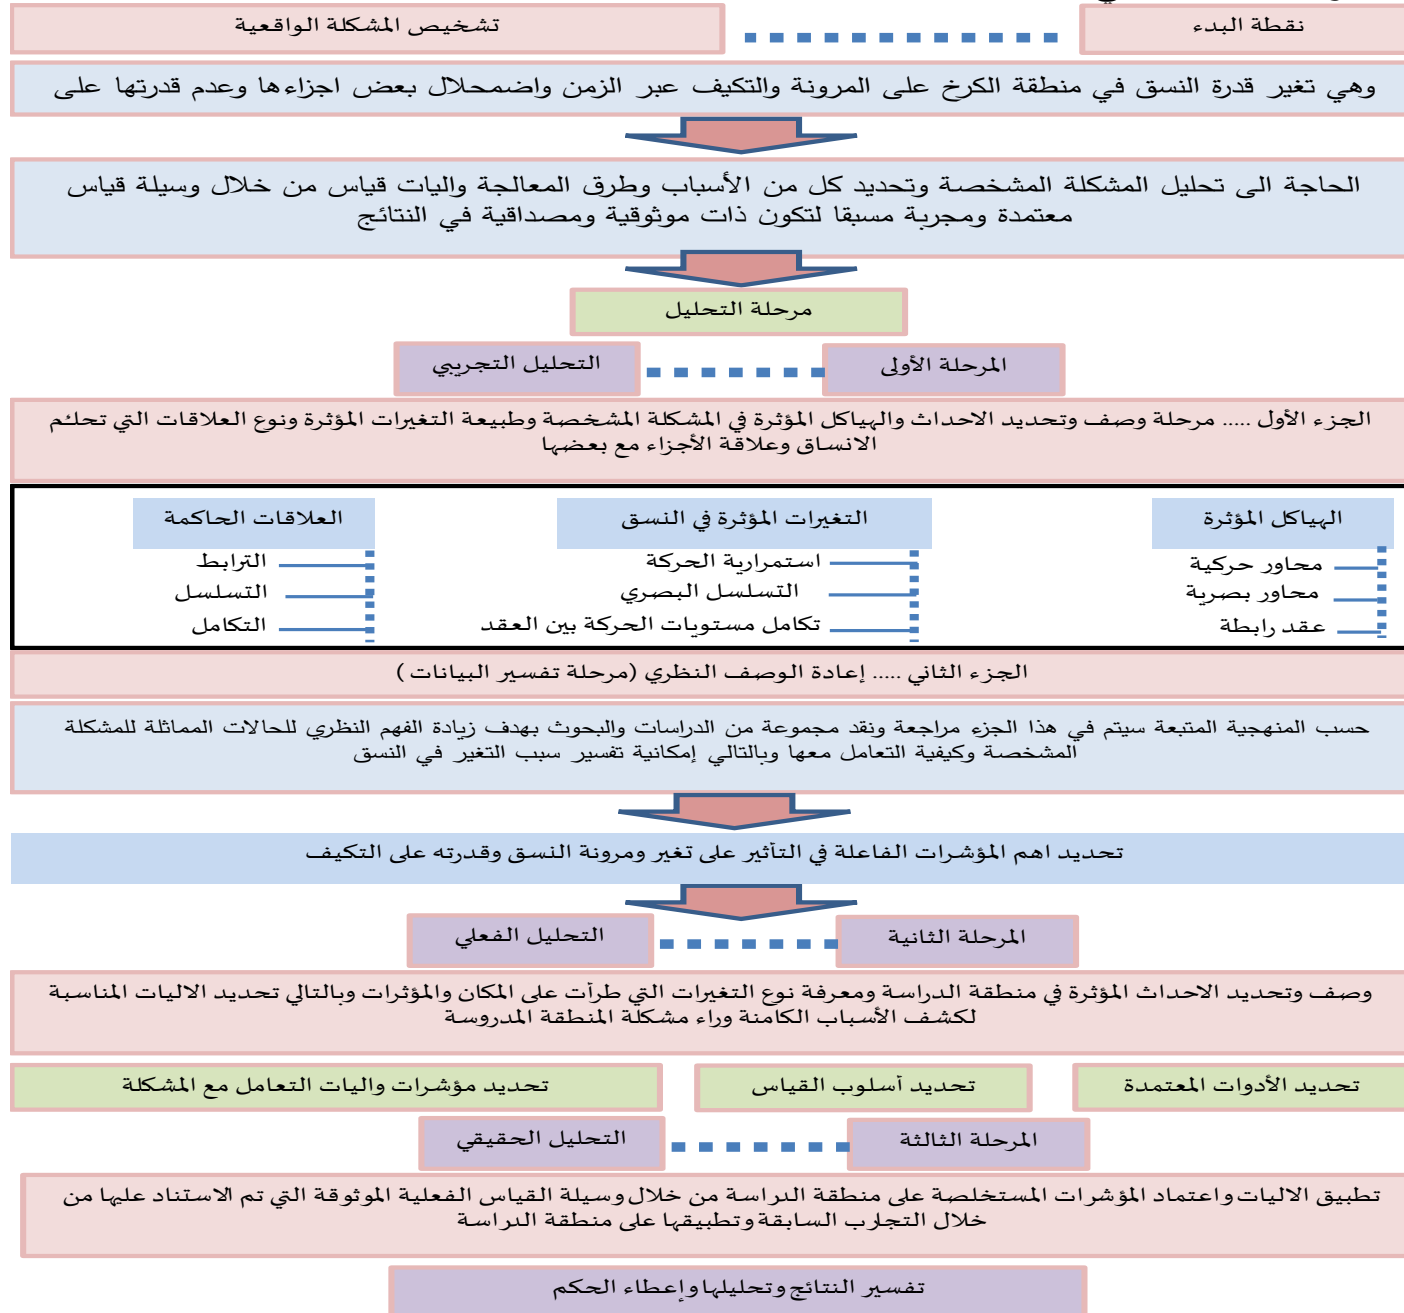 نقطة البدء
تشخيص المشكلة الواقعية
وهي تغير قدرة النسق في منطقة الكرخ على المرونة والتكيف عبر الزمن واضمحلال بعض اجزاءها وعدم قدرتها على
الحاجة الى تحليل المشكلة المشخصة وتحديد كل من الأسباب وطرق المعالجة واليات قياس من خلال وسيلة قياس
معتمدة ومجربة مسبقا لتكون ذات موثوقية ومصداقية في النتائج
مرحلة التحليل
المرحلة الأولى
التحليل التجريبي
الجزء الأول ..... مرحلة وصف وتحديد الاحداث والهياكل المؤثرة في المشكلة المشخصة وطبيعة التغيرات المؤثرة ونوع العلاقات التي تحكم
الانساق وعلاقة الأجزاء مع بعضها
الهياكل المؤثرة
محاور حركية
محاور بصرية
عقد رابطة
التغيرات المؤثرة في النسق
استمرارية الحركة
التسلسل البصري
تكامل مستويات الحركة بين العقد
العلاقات الحاكمة
الترابط
التسلسل
التكامل
الجزء الثاني ..... إعادة الوصف النظري (مرحلة تفسير البيانات )
حسب المنهجية المتبعة سيتم في هذا الجزء مراجعة ونقد مجموعة من الدراسات والبحوث بهدف زيادة الفهم النظري للحالات المماثلة للمشكلة
المشخصة وكيفية التعامل معها وبالتالي إمكانية تفسير سبب التغير في النسق
تحديد اهم المؤشرات الفاعلة في التأثير على تغير ومرونة النسق وقدرته على التكيف
المرحلة الثانية
التحليل الفعلي
وصف وتحديد الاحداث المؤثرة في منطقة الدراسة ومعرفة نوع التغيرات التي طرأت على المكان والمؤثرات وبالتالي تحديد الاليات المناسبة
لكشف الأسباب الكامنة وراء مشكلة المنطقة المدروسة
تحديد الأدوات المعتمدة
تحديد أسلوب القياس
تحديد مؤشرات واليات التعامل مع المشكلة
المرحلة الثالثة
التحليل الحقيقي
تطبيق الاليات واعتماد المؤشرات المستخلصة على منطقة الدراسة من خلال وسيلة القياس الفعلية الموثوقة التي تم الاستناد عليها من
خلال التجارب السابقة وتطبيقها على منطقة الدراسة
تفسير النتائج وتحليلها وإعطاء الحكم